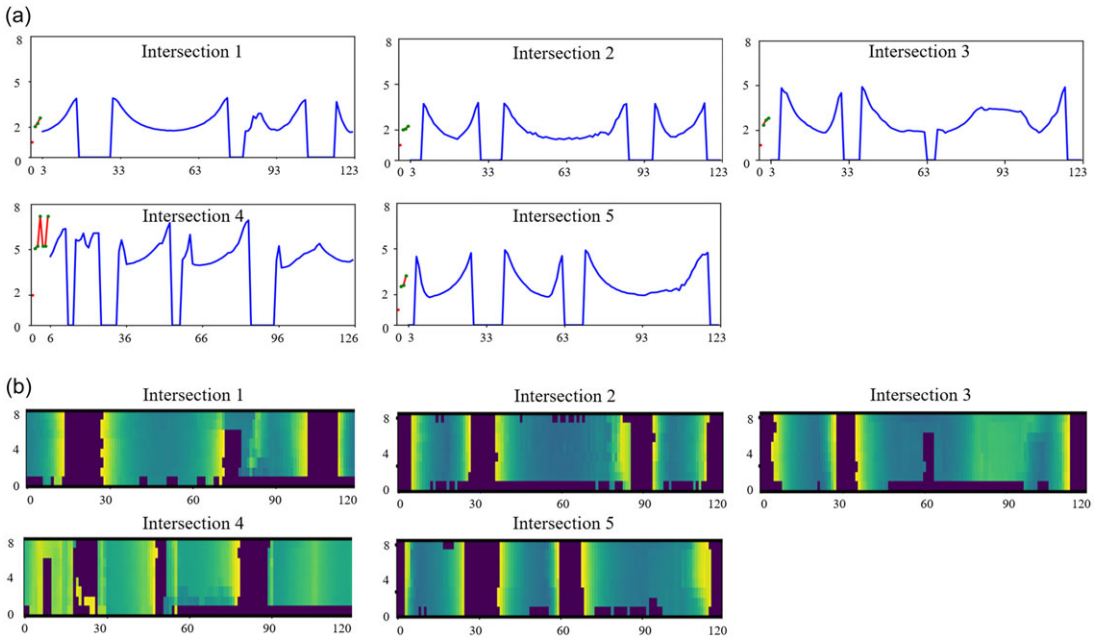 (a)
Intersection 1
8
5
2
0
0 3 33 63 93 123
Intersection 2
8
5
2
0
0 3 33 63 93 123
Intersection 3
8
5
2
0
0 3 33 63 93 123
Intersection 4
8
5
2
0
0 6 36 66 96 126
Intersection 5
8
5
2
0
0 3 33 63 93 123
(b)
Intersection 1
8
4
0
0 30 60 90 120
Intersection 2
8
4
0
0 30 60 90 120
Intersection 3
8
4
0
0 30 60 90 120
Intersection 4
8
4
0
0 30 60 90 120
Intersection 5
8
4
0
0 30 60 90 120